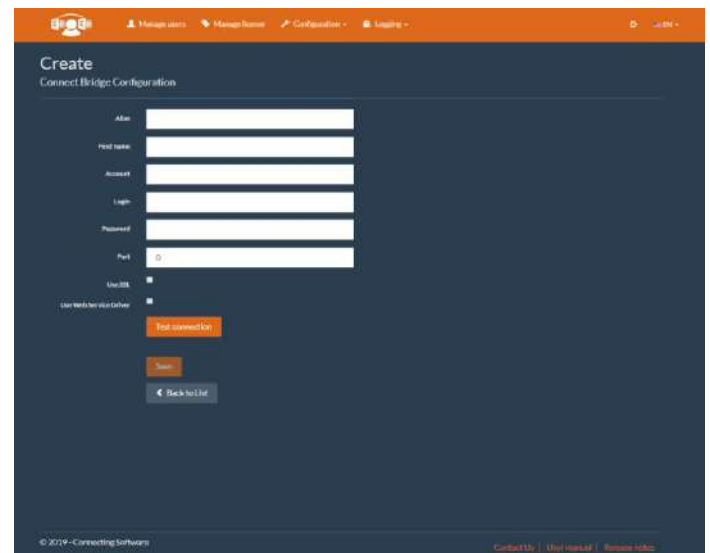 Manage users Manage license Configuration Logging EN
Create
Connect Bridge Configuration
Alias
Host name
Account
Login
Password
Port 0
Use SSL
Use Web Service Driver
Test connection
Save
Back to List
© 2019 - Connecting Software
Contact Us | User manual | Release notes